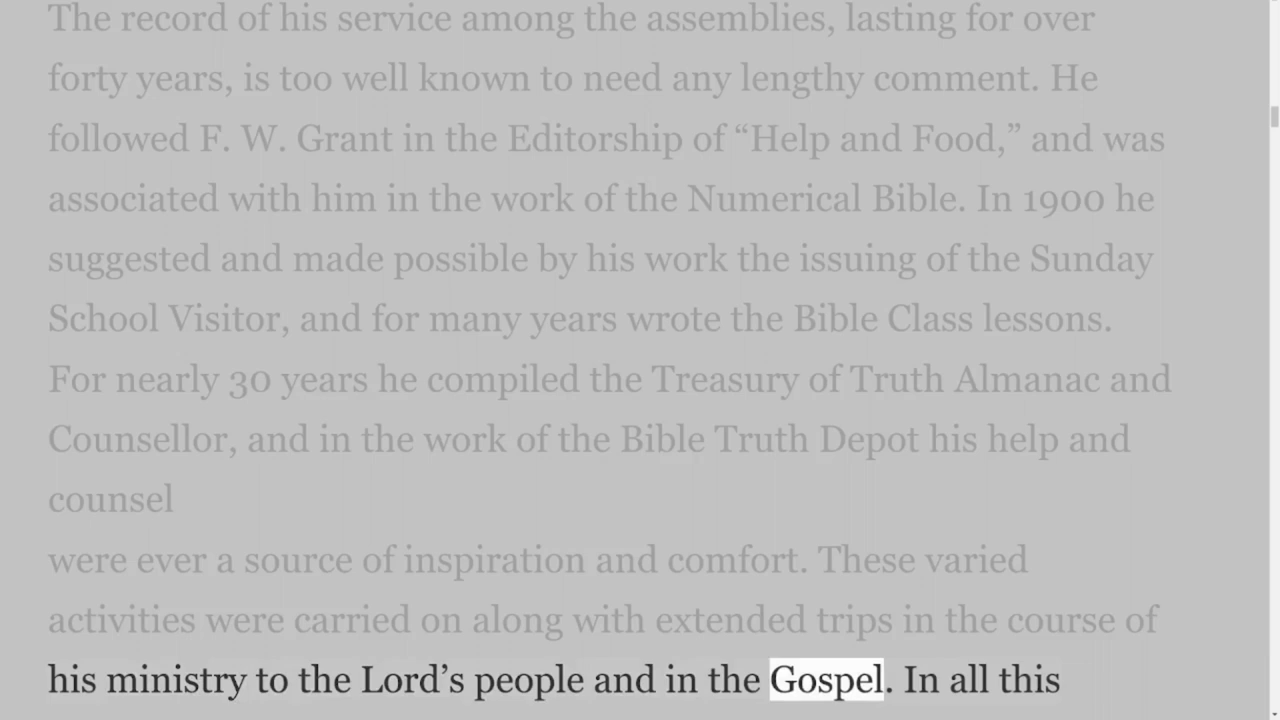 The record of his service among the assemblies, lasting for over
forty years, is too well known to need any lengthy comment. He
followed F. W. Grant in the Editorship of “Help and Food,” and was
associated with him in the work of the Numerical Bible. In 1900 he
suggested and made possible by his work the issuing of the Sunday
School Visitor, and for many years wrote the Bible Class lessons.
For nearly 30 years he compiled the Treasury of Truth Almanac and
Counsellor, and in the work of the Bible Truth Depot his help and
counsel
were ever a source of inspiration and comfort. These varied
activities were carried on along with extended trips in the course of
his ministry to the Lord’s people and in the Gospel. In all this